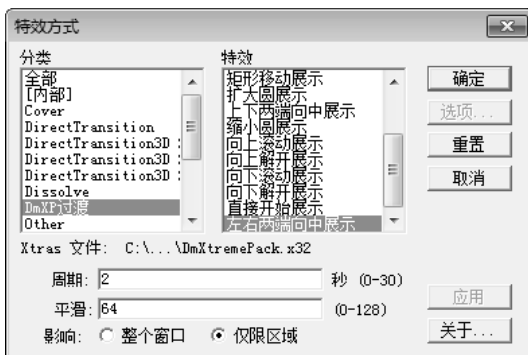 特效方式
分类
全部
[内部]
Cover
DirectTransition
DirectTransition3D
DirectTransition3D
DirectTransition3D
Dissolve
DmXP过渡
Other
特效
矩形移动展示
扩大圆展示
上下两端向中展示
缩小圆展示
向上滚动展示
向上解开展示
向下滚动展示
向下解开展示
直接开始展示
左右两端向中展示
确定
选项...
重置
取消
Xtras 文件: C:\...\DmXtremePack.x32
周期: 2 秒 (0-30)
平滑: 64 (0-128)
影响: 整个窗口 仅限区域
应用
关于...